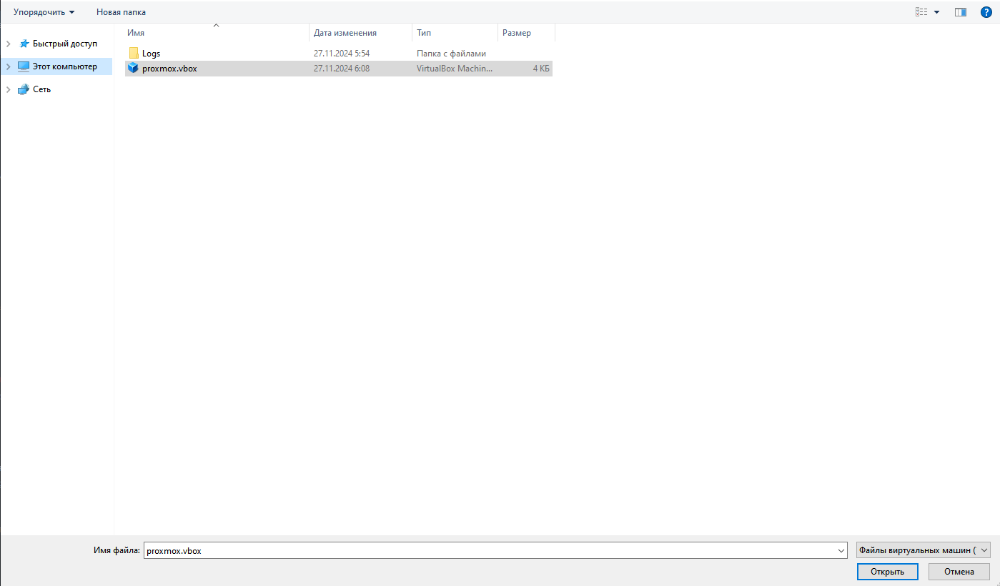 Упорядочить Новая папка ?
Имя Дата изменения Тип Размер
Быстрый доступ
Logs 27.11.2024 5:54 Папка с файлами
Этот компьютер
proxmox.vbox 27.11.2024 6:08 VirtualBox Machin... 4 КБ
Сеть
Имя файла: proxmox.vbox Файлы виртуальных машин (
Открыть Отмена